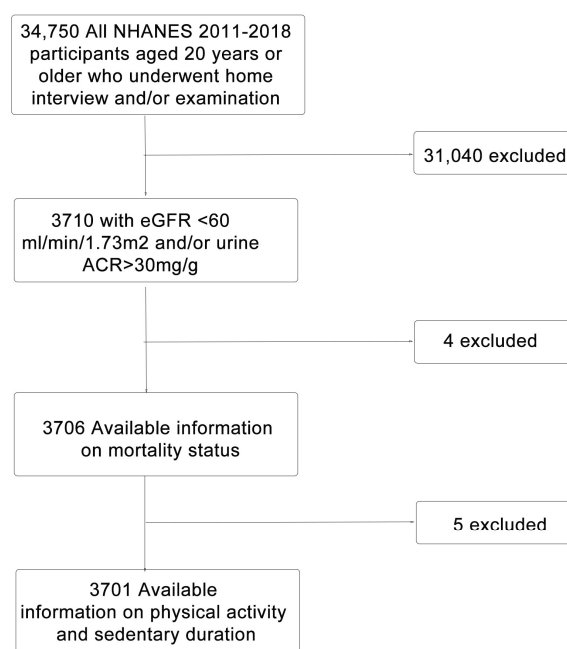 34,750 All NHANES 2011-2018
participants aged 20 years or
older who underwent home
interview and/or examination
31,040 excluded
3710 with eGFR <60
ml/min/1.73m2 and/or urine
ACR>30mg/g
4 excluded
3706 Available information
on mortality status
5 excluded
3701 Available
information on physical activity
and sedentary duration